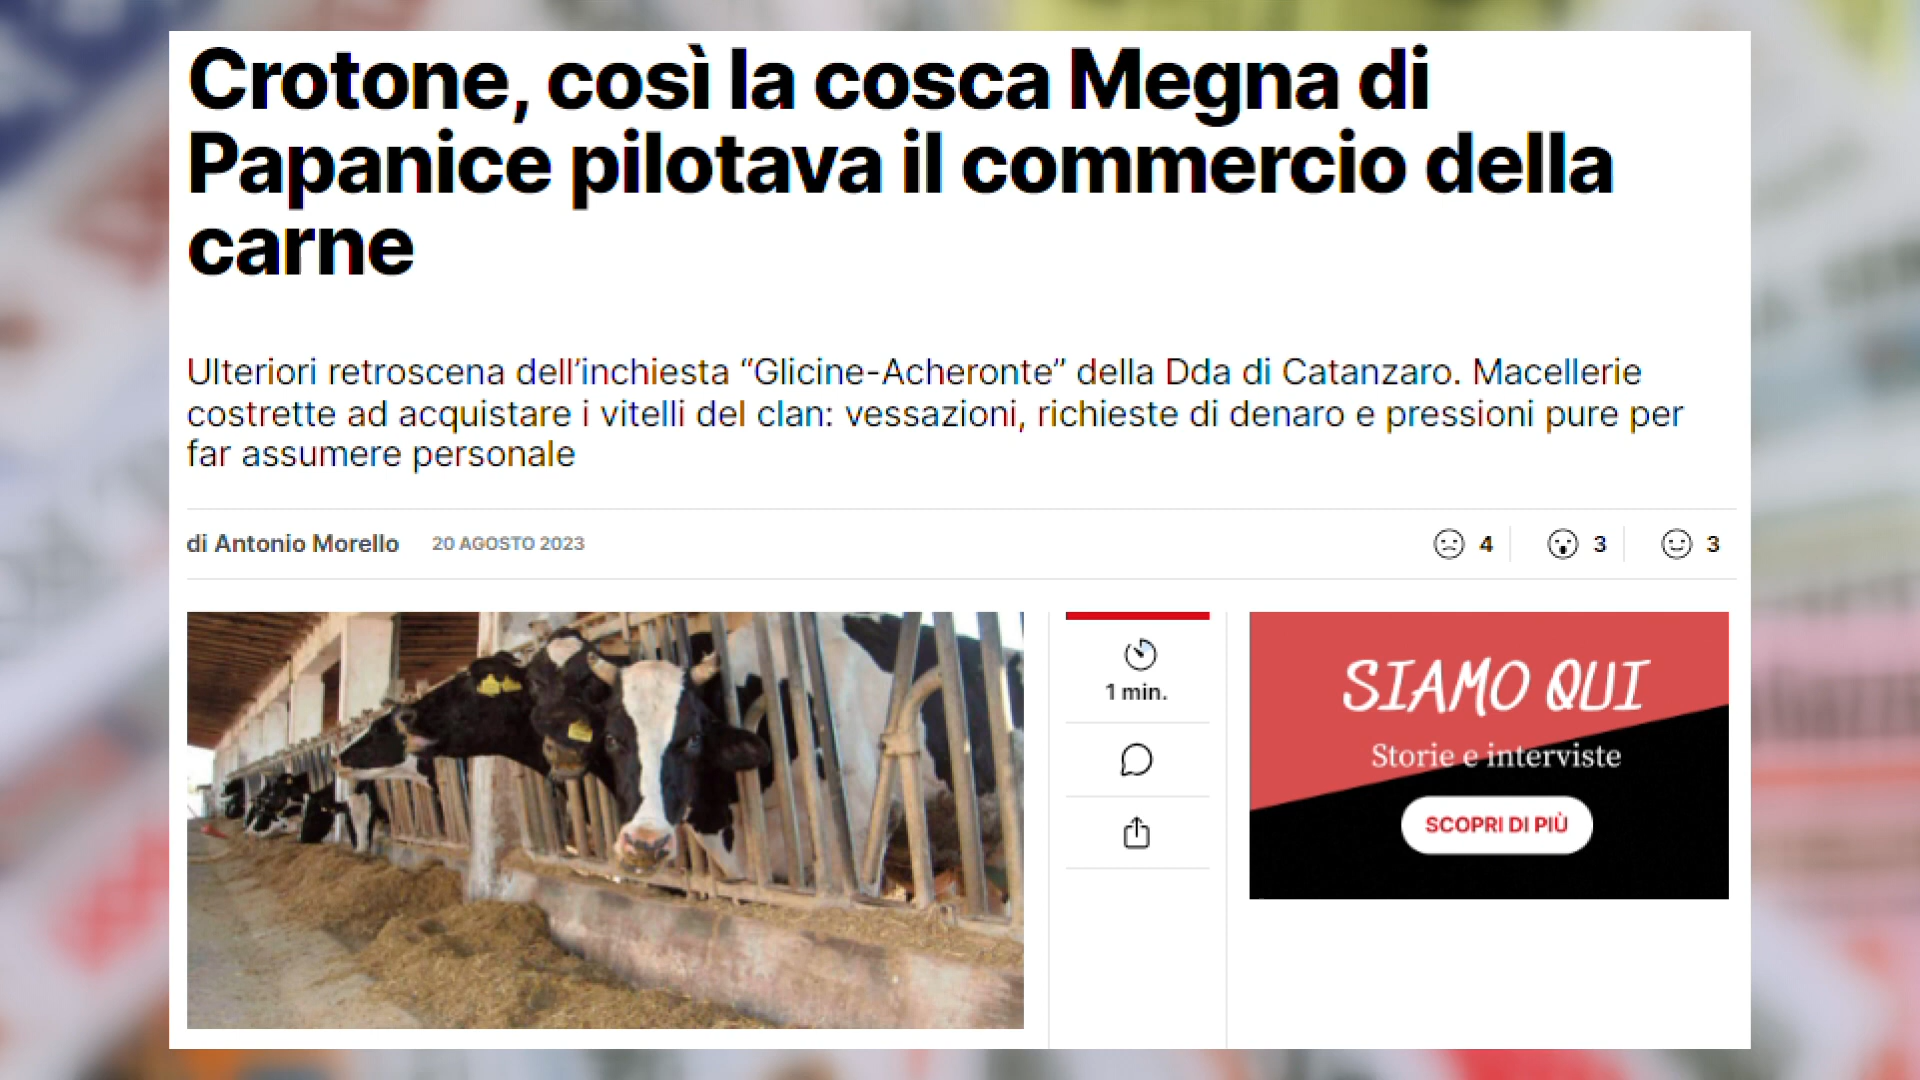 Crotone, così la cosca Megna di
Papanice pilotava il commercio della
carne
Ulteriori retroscena dell’inchiesta “Glicine-Acheronte” della Dda di Catanzaro. Macellerie
costrette ad acquistare i vitelli del clan: vessazioni, richieste di denaro e pressioni pure per
far assumere personale
di Antonio Morello 20 AGOSTO 2023
4 3 3
1 min.
SIAMO QUI
Storie e interviste
SCOPRI DI PIÙ